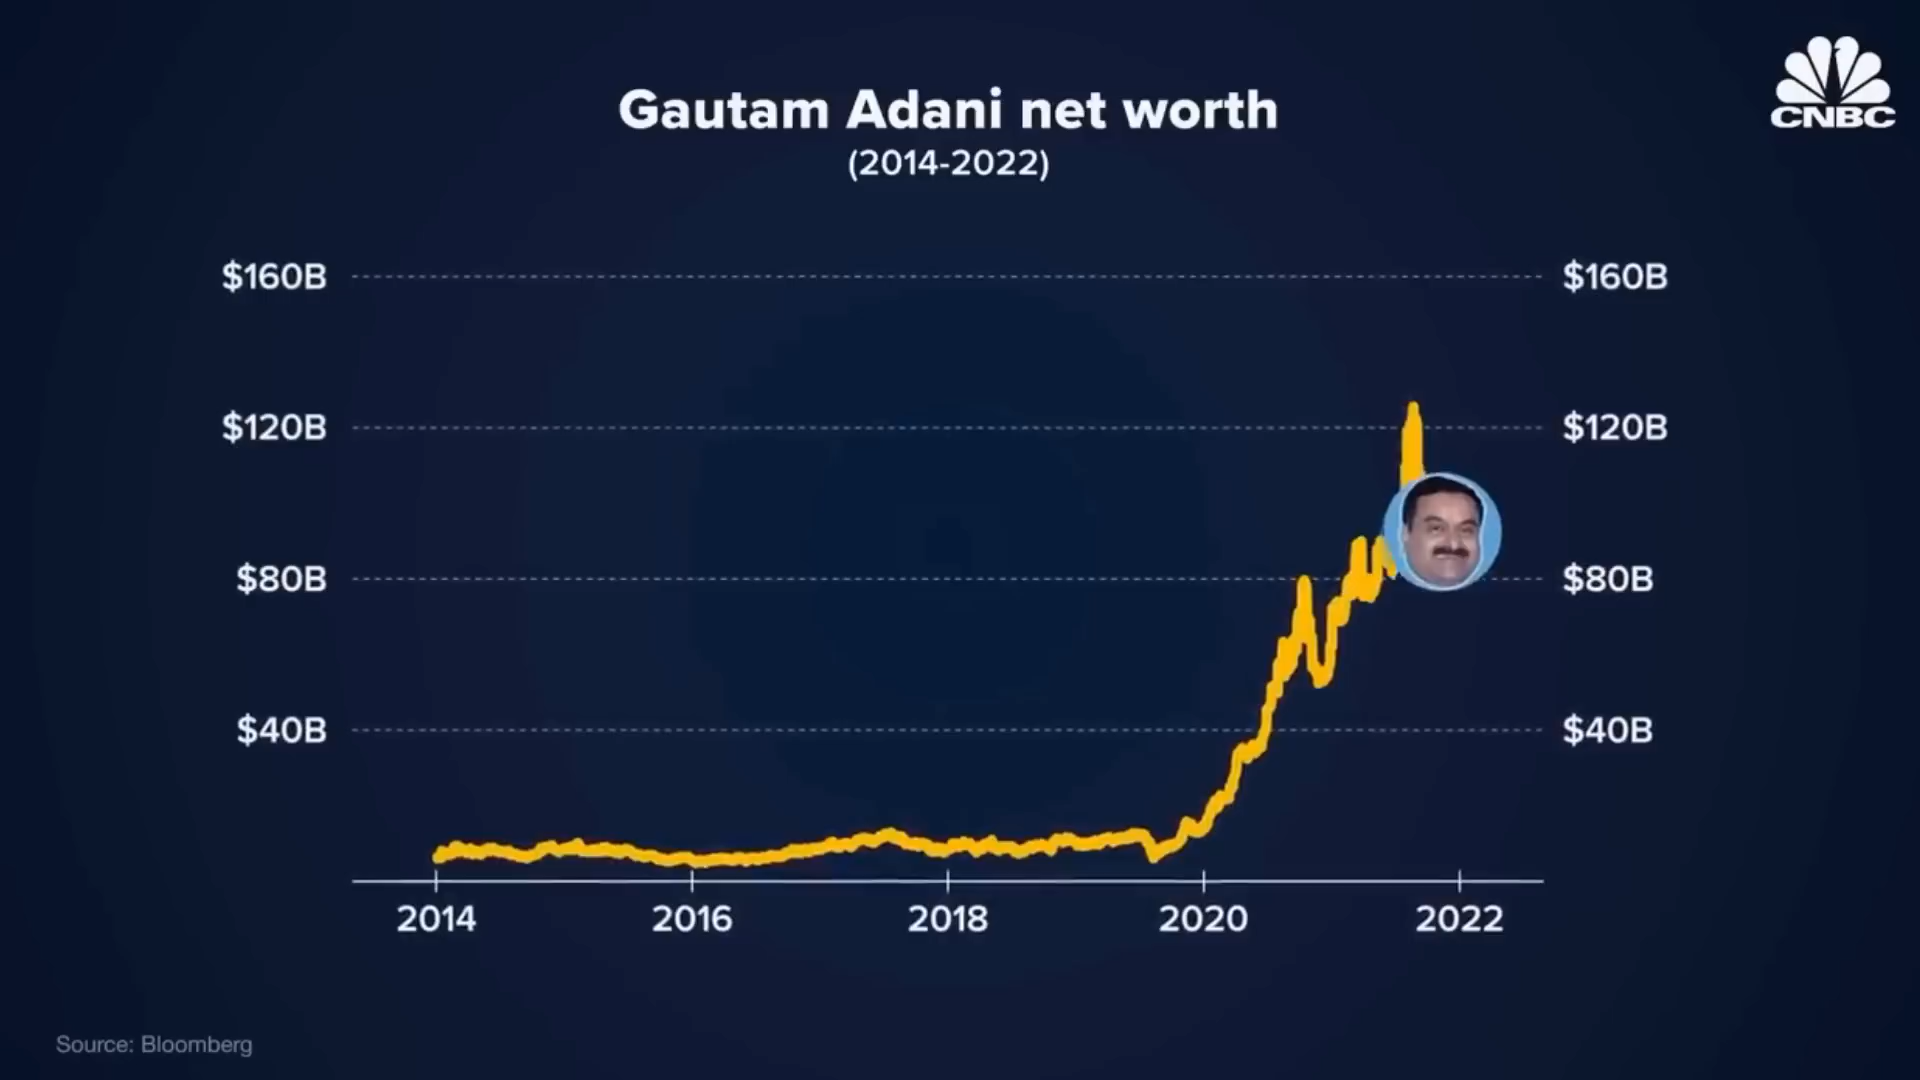 CNBC
Gautam Adani net worth
(2014-2022)
$160B $160B
$120B $120B
$80B $80B
$40B $40B
2014 2016 2018 2020 2022
Source: Bloomberg